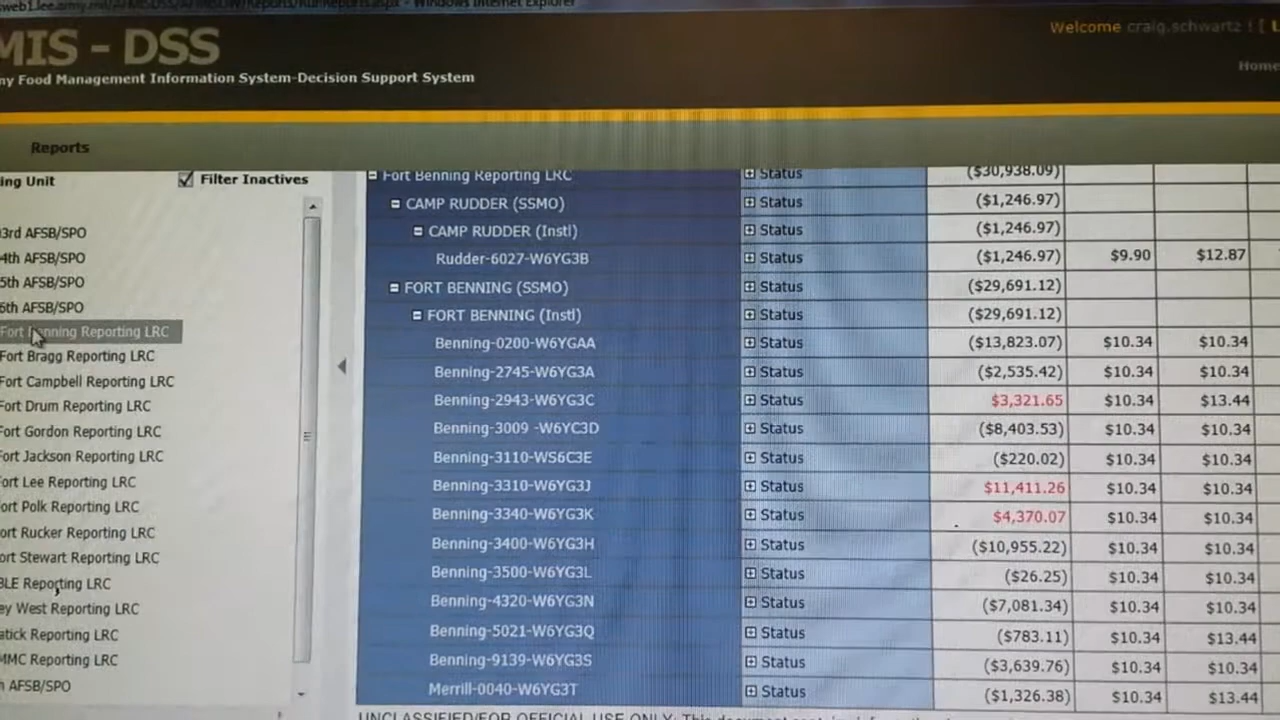 MIS - DSS
Welcome craig.schwartz ! [
ny Food Management Information System-Decision Support System
Home
Reports
ing Unit
Filter Inactives
3rd AFSB/SPO
4th AFSB/SPO
5th AFSB/SPO
6th AFSB/SPO
Fort Benning Reporting LRC
Fort Bragg Reporting LRC
Fort Campbell Reporting LRC
Fort Drum Reporting LRC
Fort Gordon Reporting LRC
Fort Jackson Reporting LRC
Fort Lee Reporting LRC
ort Polk Reporting LRC
ort Rucker Reporting LRC
ort Stewart Reporting LRC
BLE Reporting LRC
ey West Reporting LRC
atick Reporting LRC
MMC Reporting LRC
AFSB/SPO
Fort Benning Reporting LRC Status ($30,938.09)
CAMP RUDDER (SSMO) Status ($1,246.97)
CAMP RUDDER (Instl) Status ($1,246.97)
Rudder-6027-W6YG3B Status ($1,246.97) $9.90 $12.87
FORT BENNING (SSMO) Status ($29,691.12)
FORT BENNING (Instl) Status ($29,691.12)
Benning-0200-W6YGAA Status ($13,823.07) $10.34 $10.34
Benning-2745-W6YG3A Status ($2,535.42) $10.34 $10.34
Benning-2943-W6YG3C Status $3,321.65 $10.34 $13.44
Benning-3009 -W6YC3D Status ($8,403.53) $10.34 $10.34
Benning-3110-WS6C3E Status ($220.02) $10.34 $10.34
Benning-3310-W6YG3J Status $11,411.26 $10.34 $10.34
Benning-3340-W6YG3K Status $4,370.07 $10.34 $10.34
Benning-3400-W6YG3H Status ($10,955.22) $10.34 $10.34
Benning-3500-W6YG3L Status ($26.25) $10.34 $10.34
Benning-4320-W6YG3N Status ($7,081.34) $10.34 $10.34
Benning-5021-W6YG3Q Status ($783.11) $10.34 $13.44
Benning-9139-W6YG3S Status ($3,639.76) $10.34 $10.34
Merrill-0040-W6YG3T Status ($1,326.38) $10.34 $13.44
UNCLASSIFIED/FOR OFFICIAL USE ONLY: This document contains